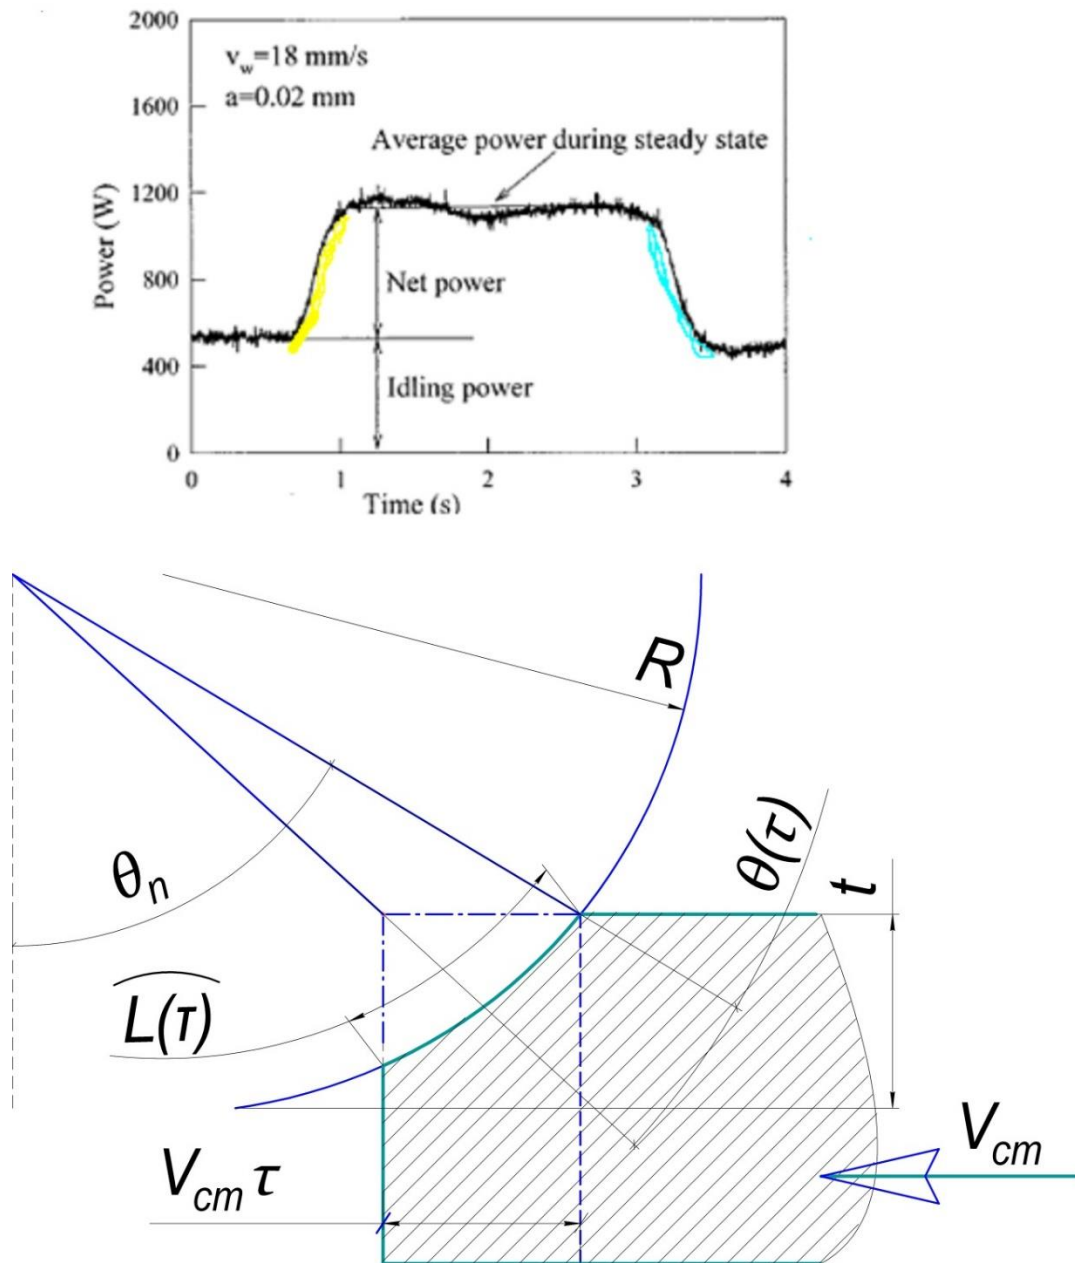 2000
v_w=18 mm/s
a=0.02 mm
1600
Average power during steady state
1200
Power (W)
800
Net power
400
Idling power
0
0 1 2 3 4
Time (s)
R
θ_n
θ(τ)
t
L(τ)
V_cm
V_cm τ